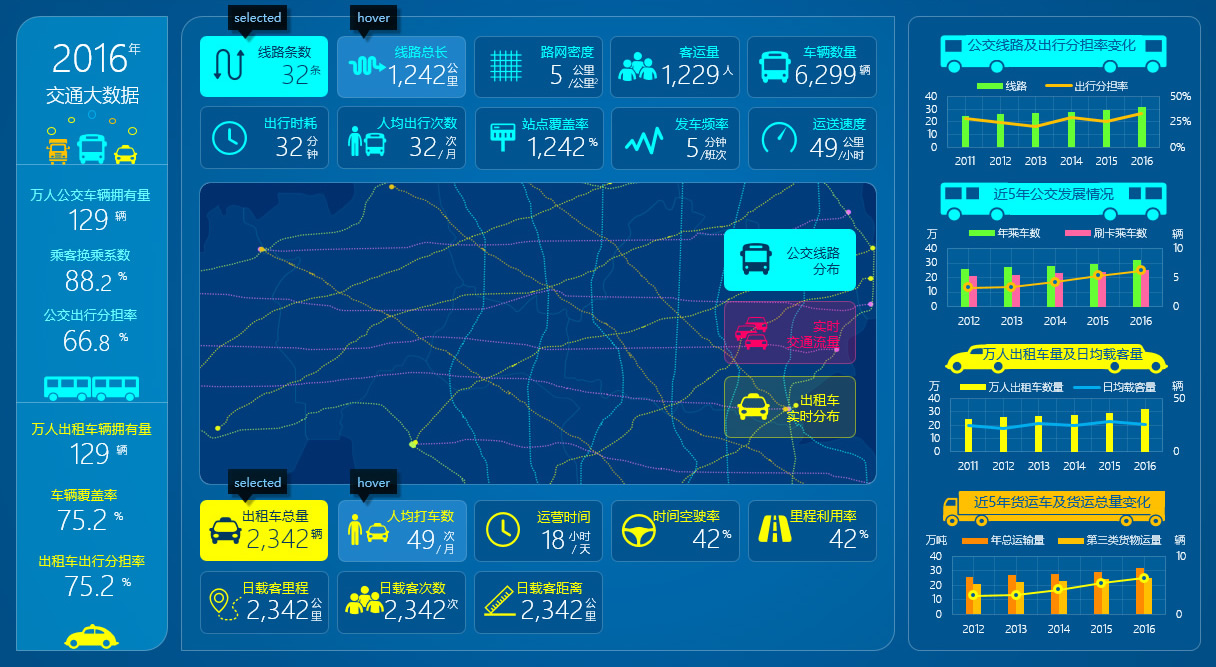 2016年
交通大数据
万人公交车辆拥有量
129 辆
乘客换乘系数
88.2 %
公交出行分担率
66.8 %
万人出租车辆拥有量
129 辆
车辆覆盖率
75.2 %
出租车出行分担率
75.2 %
selected
hover
线路条数
32条
线路总长
1,242公里
路网密度
5 公里/公里²
客运量
1,229人
车辆数量
6,299辆
出行时耗
32分钟
人均出行次数
32 次/月
站点覆盖率
1,242 %
发车频率
5 分钟/班次
运送速度
49 公里/小时
公交线路
分布
实时
交通流量
出租车
实时分布
selected
hover
出租车总量
2,342辆
人均打车数
49 次/月
运营时间
18 小时/天
时间空驶率
42%
里程利用率
42%
日载客里程
2,342公里
日载客次数
2,342次
日载客距离
2,342公里
公交线路及出行分担率变化
线路 出行分担率
40 50%
30
20 25%
10
0 0%
2011 2012 2013 2014 2015 2016
近5年公交发展情况
万 年乘车数 刷卡乘车数 辆
40 10
30
20 5
10
0 0
2012 2013 2014 2015 2016
万人出租车量及日均载客量
万 万人出租车数量 日均载客量 辆
40 50
30
20
10
0 0
2011 2012 2013 2014 2015 2016
近5年货运车及货运总量变化
万吨 年总运输量 第三类货物运量 辆
40 10
30
20
10
0 0
2012 2013 2014 2015 2016